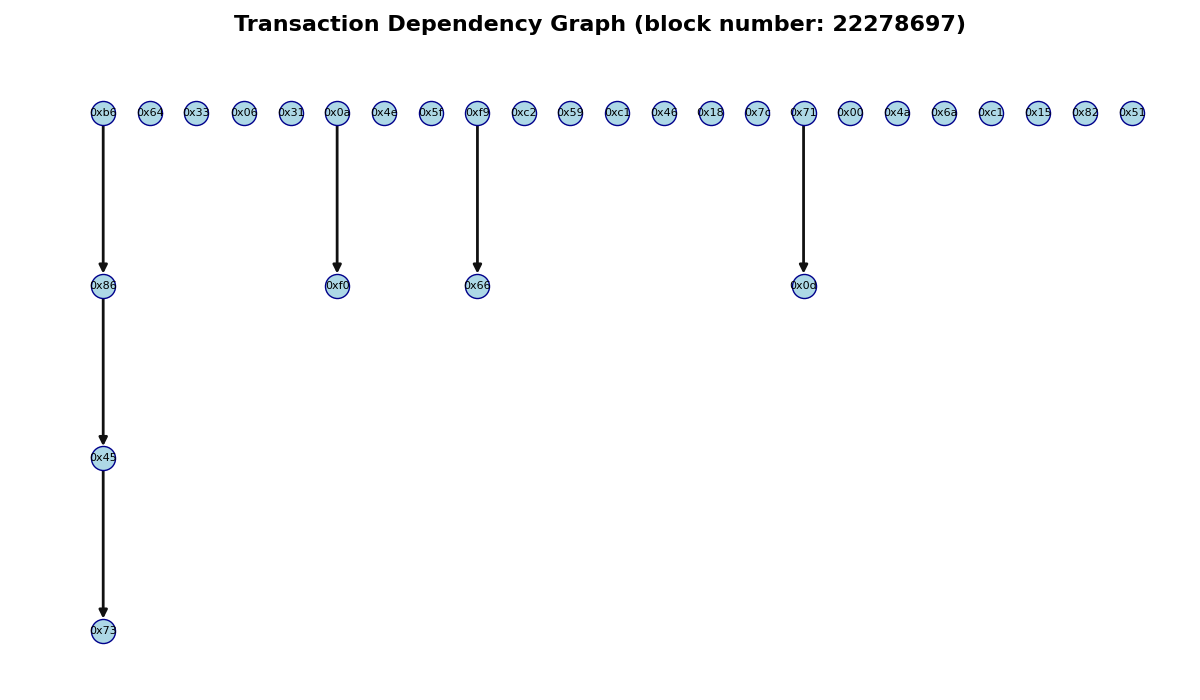 Transaction Dependency Graph (block number: 22278697)
0xb6 0x64 0x33 0x06 0x31 0x0a 0x4e 0x5f 0xf9 0xc2 0x59 0xc1 0x46 0x18 0x7c 0x71 0x00 0x4a 0x6a 0xc1 0x15 0x82 0x51
0x86 0xf0 0x66 0x0d
0x45
0x73